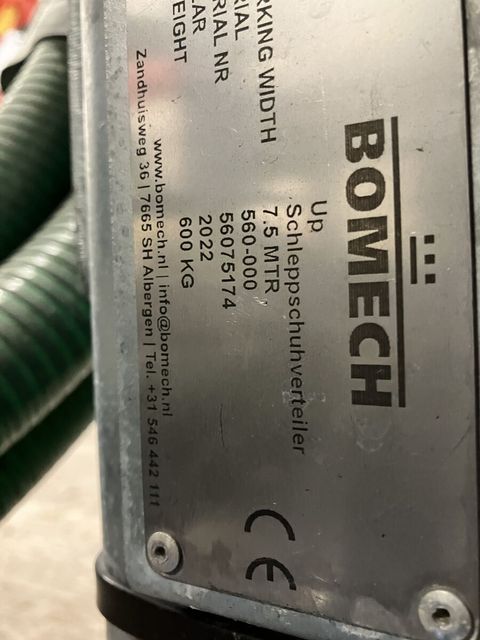 BOMECH
Up
Schleppschuhverteiler
RKING WIDTH 7.5 MTR
RIAL 560-000
RIAL NR 56075174
AR 2022
EIGHT 600 KG
www.bomech.nl | info@bomech.nl
Zandhuisweg 36 | 7665 SH Albergen | Tel. +31 546 442 111
CE